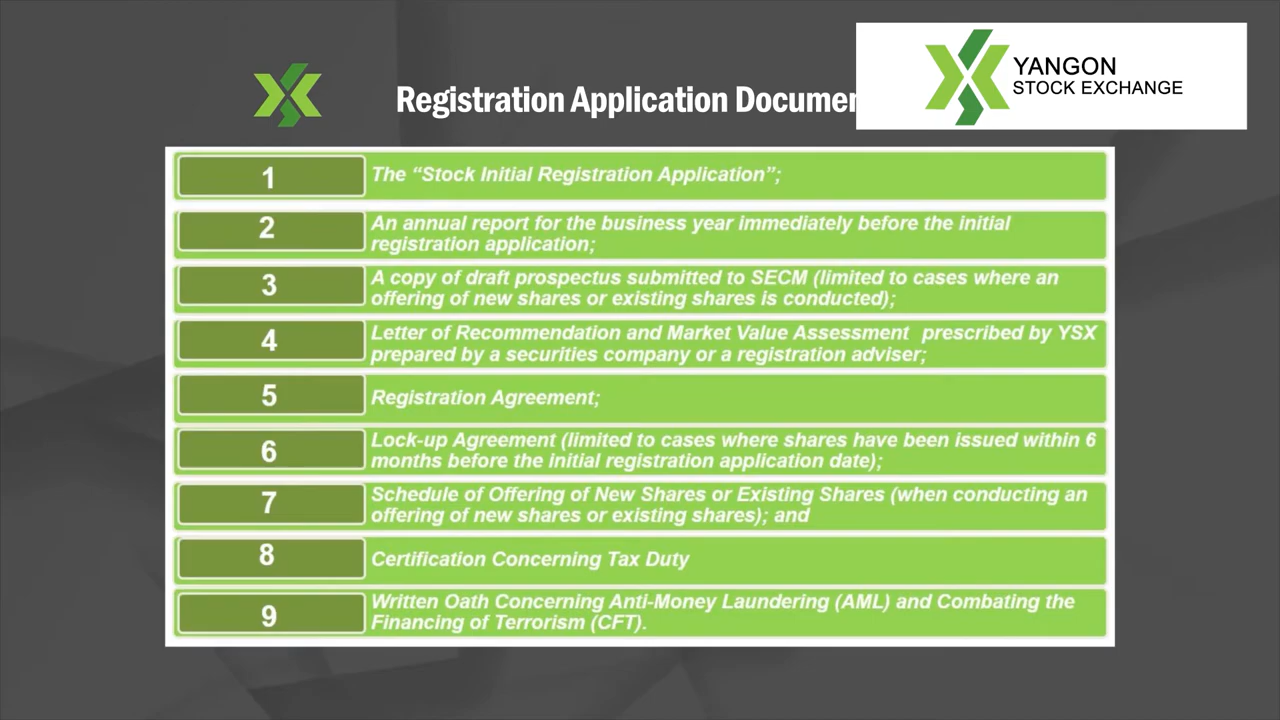 YANGON
STOCK EXCHANGE
Registration Application
1
The “Stock Initial Registration Application”;
2
An annual report for the business year immediately before the initial
registration application;
3
A copy of draft prospectus submitted to SECM (limited to cases where an
offering of new shares or existing shares is conducted);
4
Letter of Recommendation and Market Value Assessment prescribed by YSX
prepared by a securities company or a registration adviser;
5
Registration Agreement;
6
Lock-up Agreement (limited to cases where shares have been issued within 6
months before the initial registration application date);
7
Schedule of Offering of New Shares or Existing Shares (when conducting an
offering of new shares or existing shares); and
8
Certification Concerning Tax Duty
9
Written Oath Concerning Anti-Money Laundering (AML) and Combating the
Financing of Terrorism (CFT).